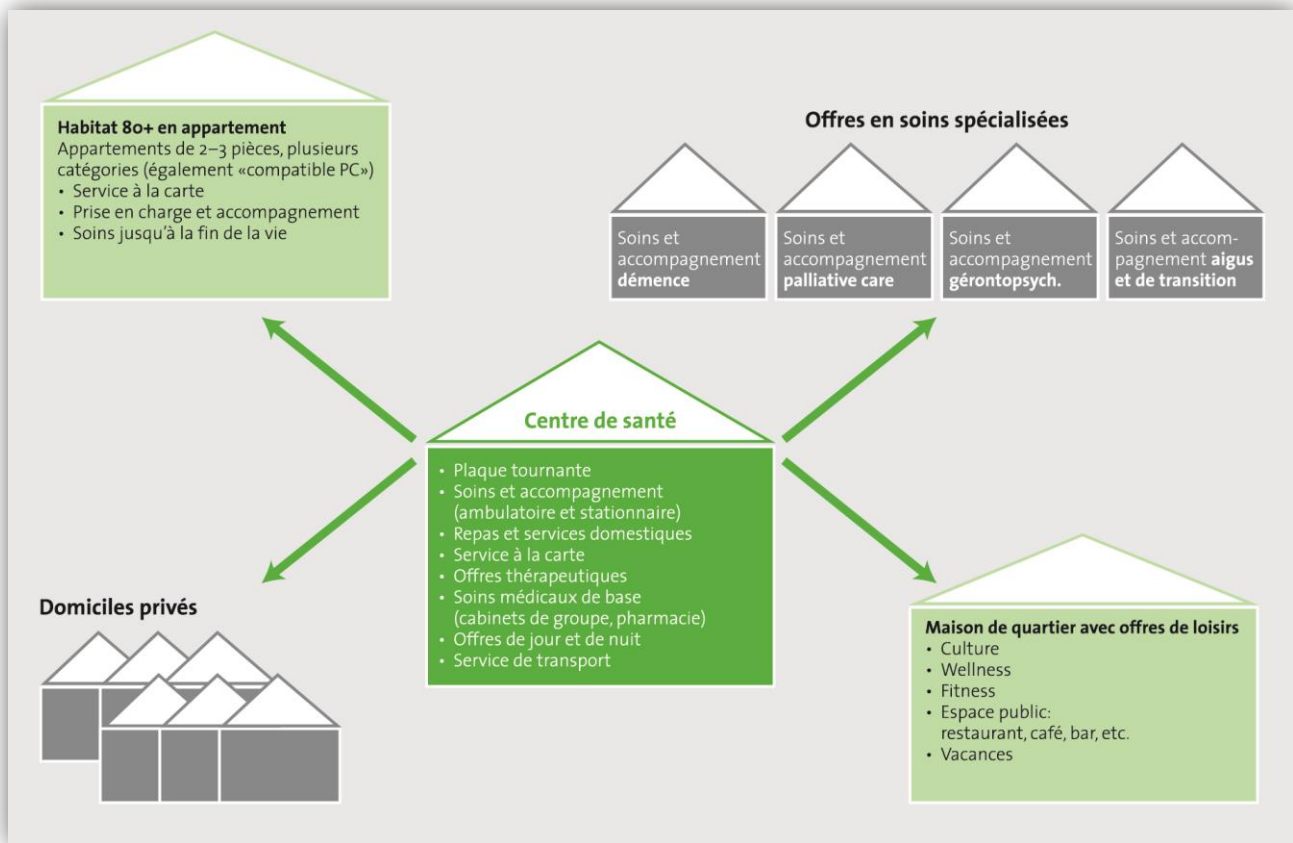 Habitat 80+ en appartement
Appartements de 2–3 pièces, plusieurs
catégories (également «compatible PC»)
• Service à la carte
• Prise en charge et accompagnement
• Soins jusqu’à la fin de la vie
Offres en soins spécialisées
Soins et
accompagnement
démence
Soins et
accompagnement
palliative care
Soins et
accompagnement
gérontopsych.
Soins et accom-
pagnement aigus
et de transition
Centre de santé
• Plaque tournante
• Soins et accompagnement
(ambulatoire et stationnaire)
• Repas et services domestiques
• Service à la carte
• Offres thérapeutiques
• Soins médicaux de base
(cabinets de groupe, pharmacie)
• Offres de jour et de nuit
• Service de transport
Domiciles privés
Maison de quartier avec offres de loisirs
• Culture
• Wellness
• Fitness
• Espace public:
restaurant, café, bar, etc.
• Vacances